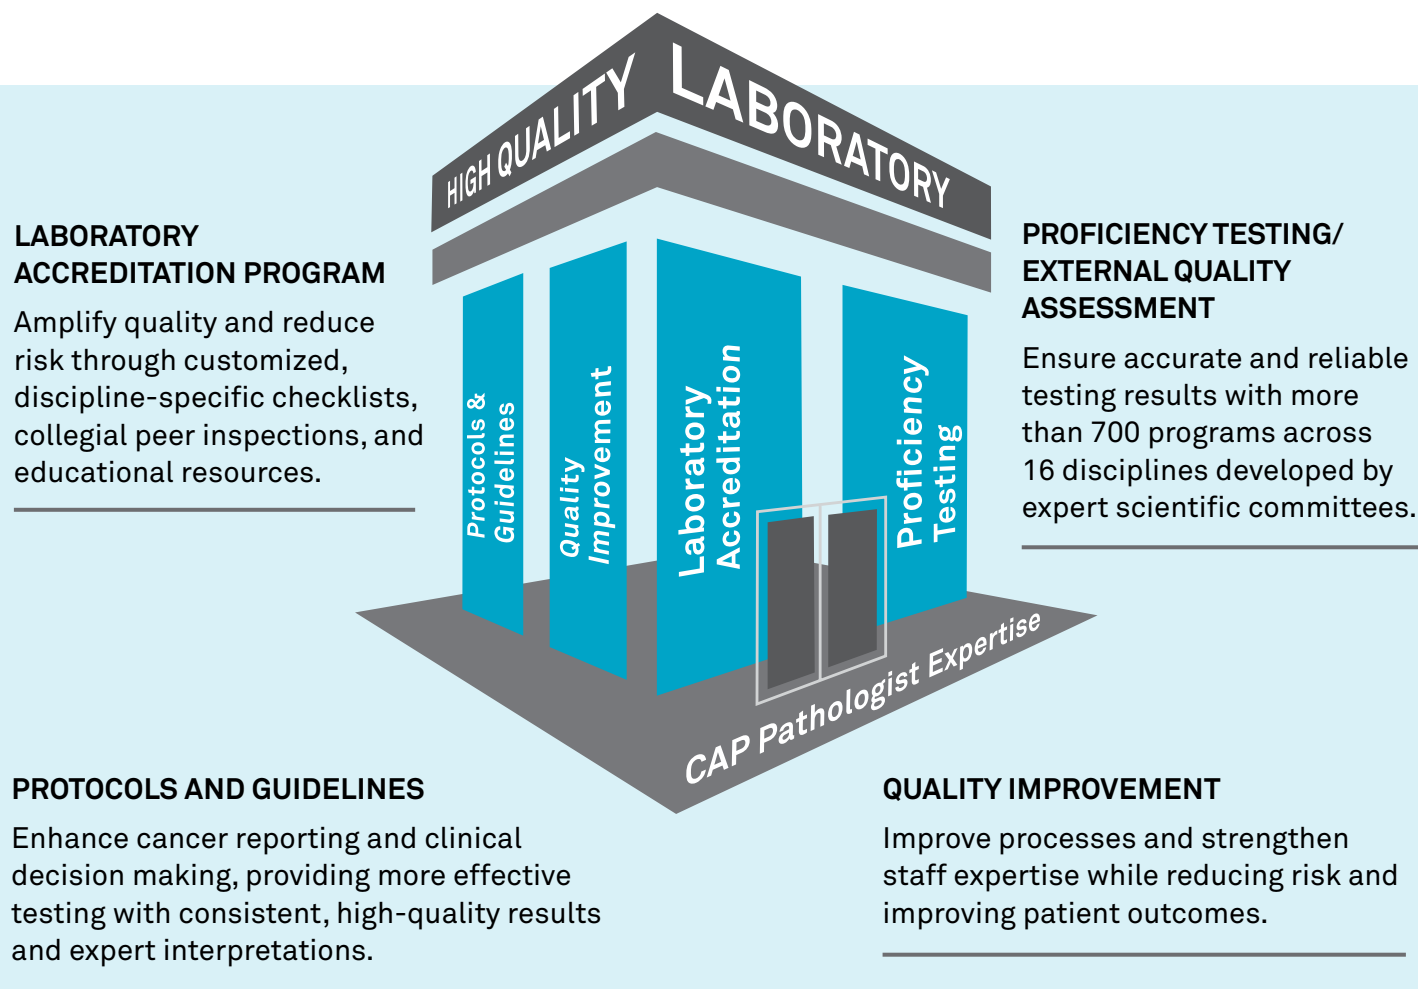 HIGH QUALITY LABORATORY
LABORATORY
ACCREDITATION PROGRAM
Amplify quality and reduce
risk through customized,
discipline-specific checklists,
collegial peer inspections, and
educational resources.
Protocols &
Guidelines
Quality
Improvement
Laboratory
Accreditation
Proficiency
Testing
CAP Pathologist Expertise
PROFICIENCY TESTING/
EXTERNAL QUALITY
ASSESSMENT
Ensure accurate and reliable
testing results with more
than 700 programs across
16 disciplines developed by
expert scientific committees.
PROTOCOLS AND GUIDELINES
Enhance cancer reporting and clinical
decision making, providing more effective
testing with consistent, high-quality results
and expert interpretations.
QUALITY IMPROVEMENT
Improve processes and strengthen
staff expertise while reducing risk and
improving patient outcomes.